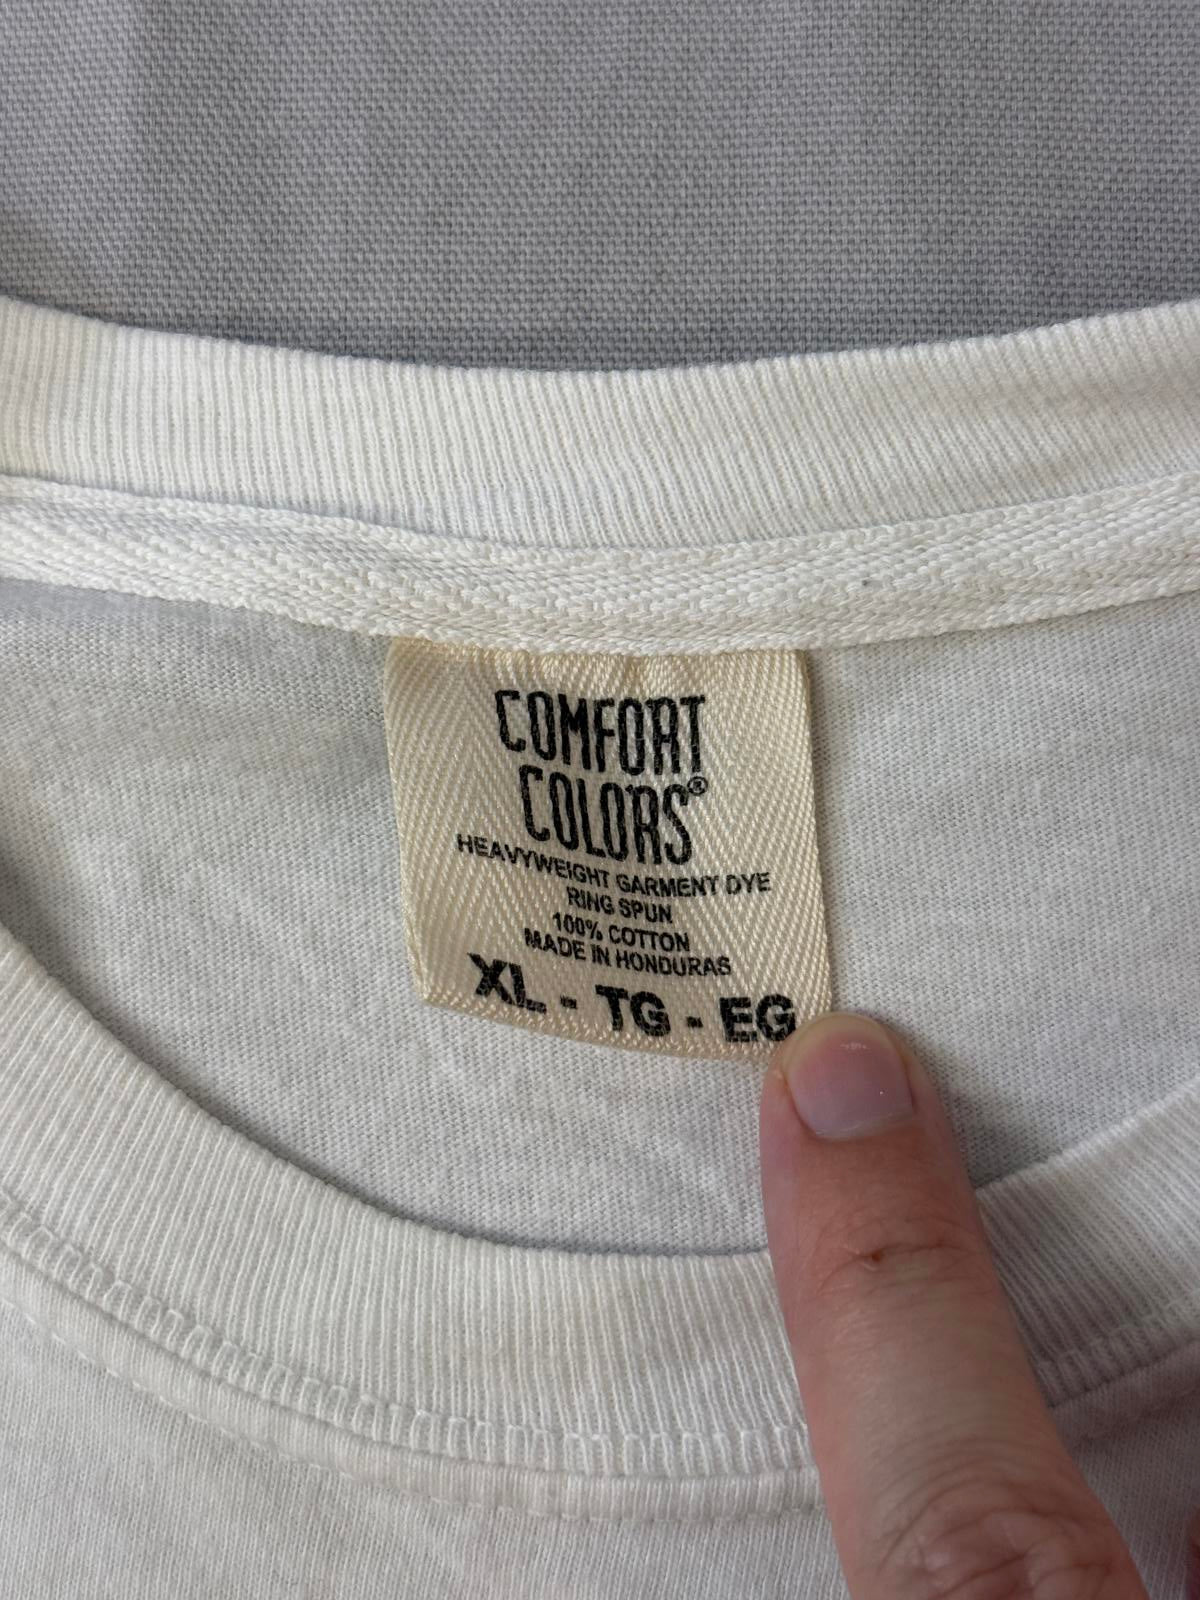 COMFORT
COLORS®
HEAVYWEIGHT GARMENT DYE
RING SPUN
100% COTTON
MADE IN HONDURAS
XL - TG - EG